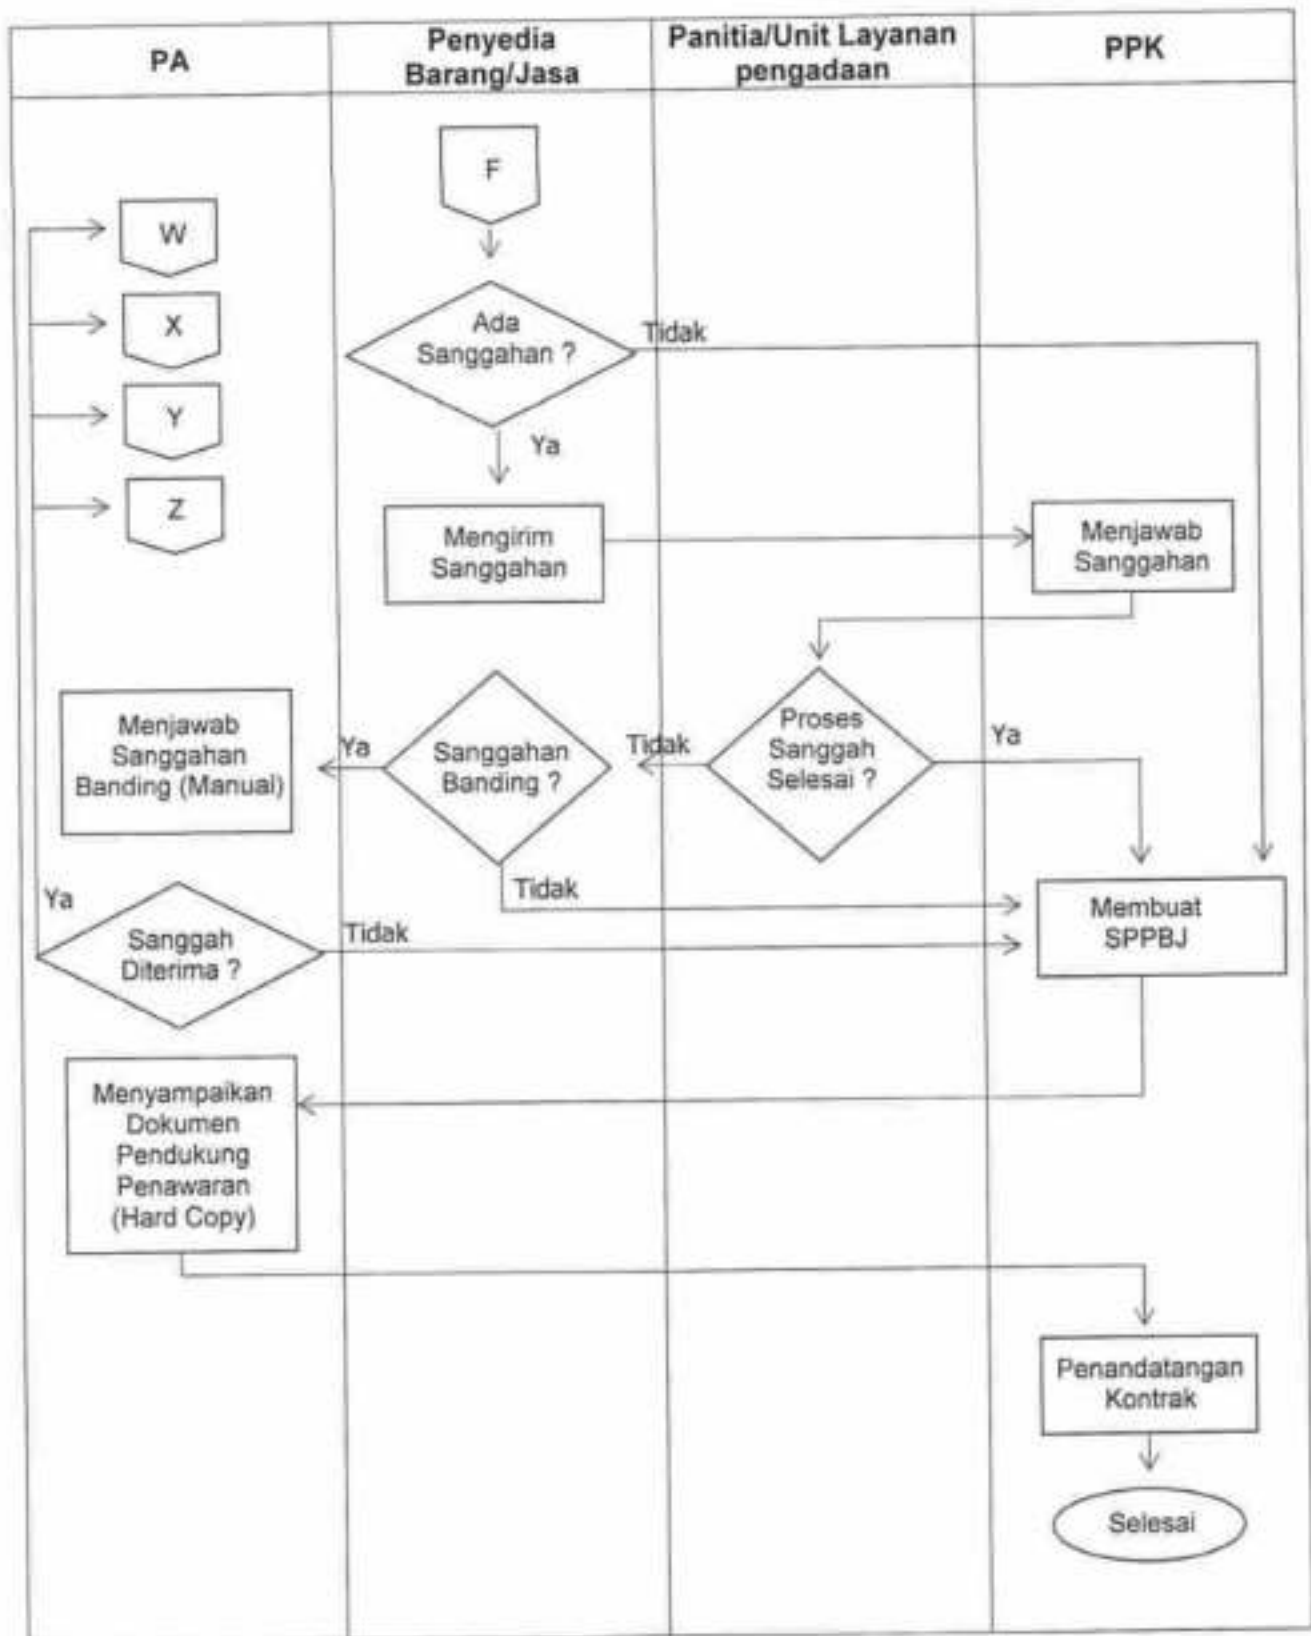 PA
Penyedia
Barang/Jasa
Panitia/Unit Layanan
pengadaan
PPK
F
W
X
Y
Z
Ada
Sanggahan ?
Tidak
Ya
Mengirim
Sanggahan
Menjawab
Sanggahan
Menjawab
Sanggahan
Banding (Manual)
Ya
Sanggahan
Banding ?
Tidak
Proses
Sanggah
Selesai ?
Ya
Tidak
Membuat
SPPBJ
Ya
Sanggah
Diterima ?
Tidak
Menyampaikan
Dokumen
Pendukung
Penawaran
(Hard Copy)
Penandatangan
Kontrak
Selesai